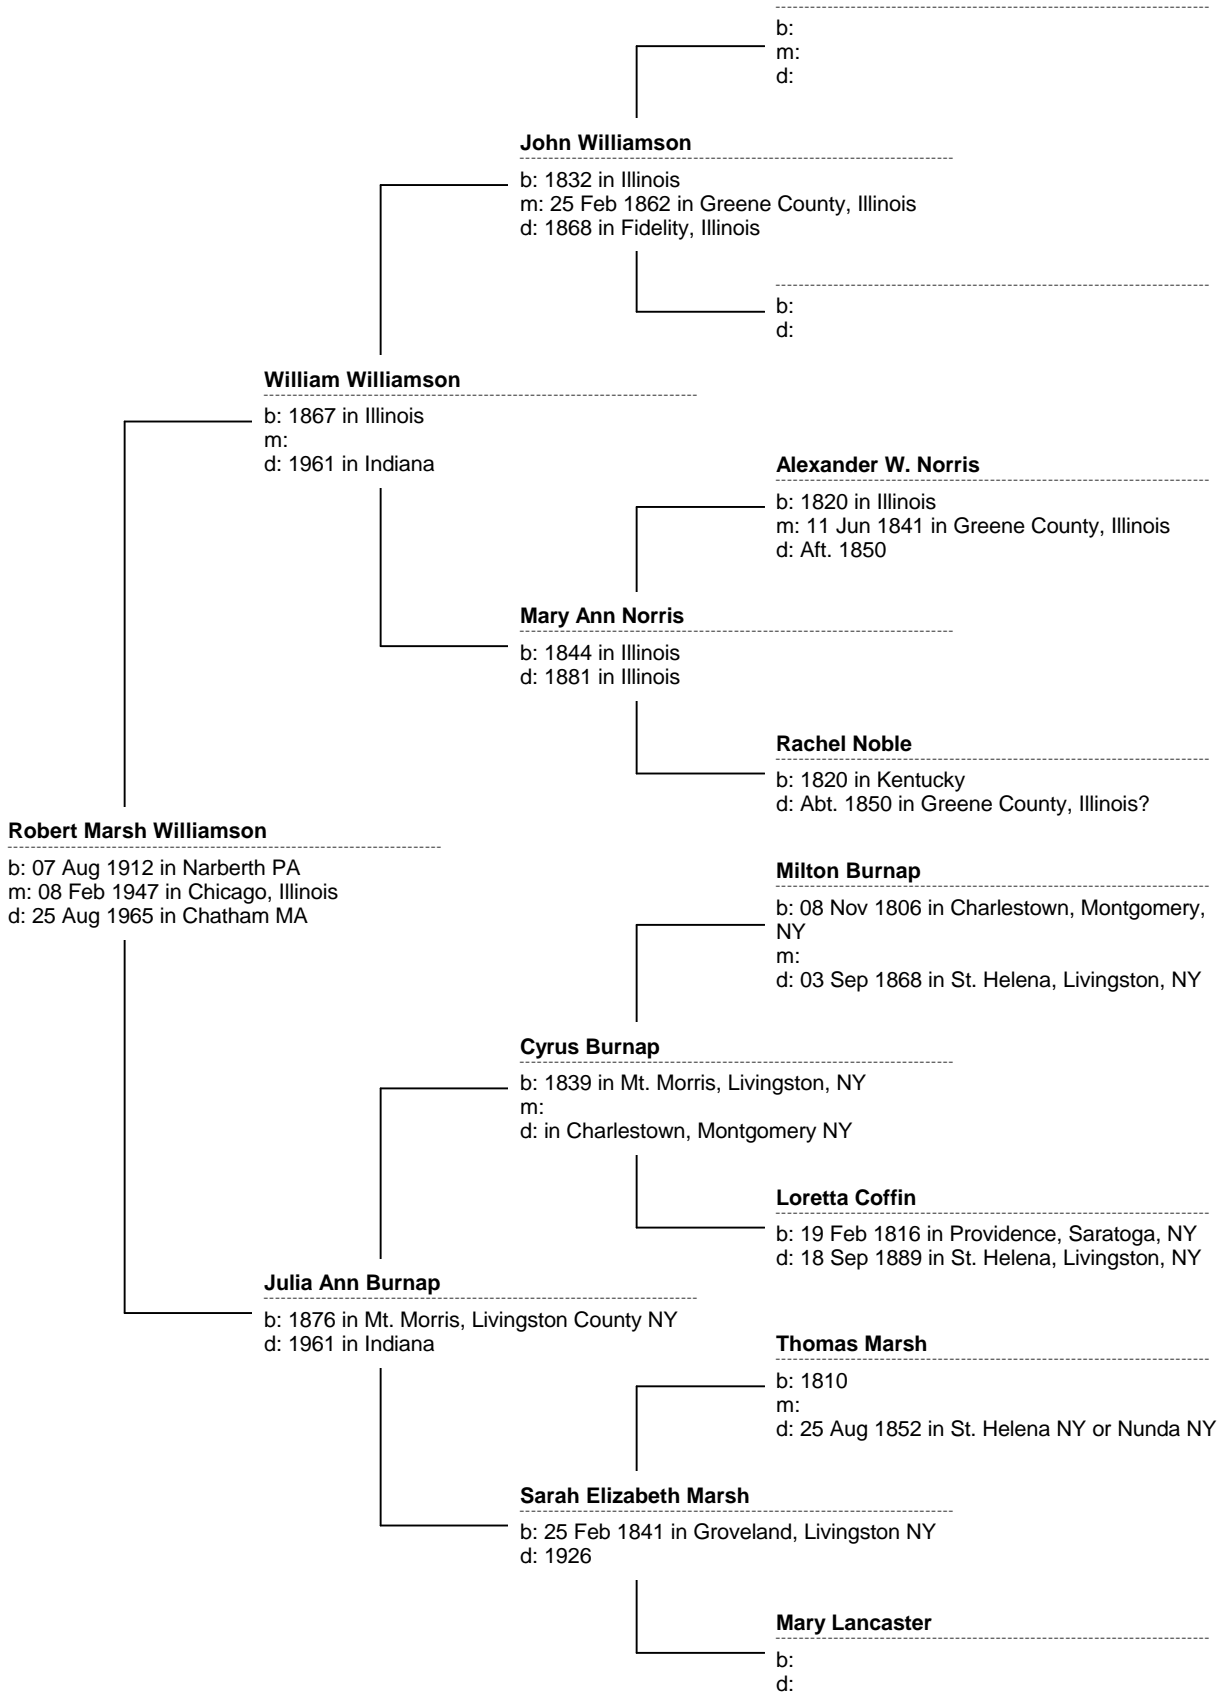 b:
m:
d:
John Williamson
b: 1832 in Illinois
m: 25 Feb 1862 in Greene County, Illinois
d: 1868 in Fidelity, Illinois
b:
d:
William Williamson
b: 1867 in Illinois
m:
d: 1961 in Indiana
Alexander W. Norris
b: 1820 in Illinois
m: 11 Jun 1841 in Greene County, Illinois
d: Aft. 1850
Mary Ann Norris
b: 1844 in Illinois
d: 1881 in Illinois
Rachel Noble
b: 1820 in Kentucky
d: Abt. 1850 in Greene County, Illinois?
Robert Marsh Williamson
b: 07 Aug 1912 in Narberth PA
m: 08 Feb 1947 in Chicago, Illinois
d: 25 Aug 1965 in Chatham MA
Milton Burnap
b: 08 Nov 1806 in Charlestown, Montgomery,
NY
m:
d: 03 Sep 1868 in St. Helena, Livingston, NY
Cyrus Burnap
b: 1839 in Mt. Morris, Livingston, NY
m:
d: in Charlestown, Montgomery NY
Loretta Coffin
b: 19 Feb 1816 in Providence, Saratoga, NY
d: 18 Sep 1889 in St. Helena, Livingston, NY
Julia Ann Burnap
b: 1876 in Mt. Morris, Livingston County NY
d: 1961 in Indiana
Thomas Marsh
b: 1810
m:
d: 25 Aug 1852 in St. Helena NY or Nunda NY
Sarah Elizabeth Marsh
b: 25 Feb 1841 in Groveland, Livingston NY
d: 1926
Mary Lancaster
b:
d: